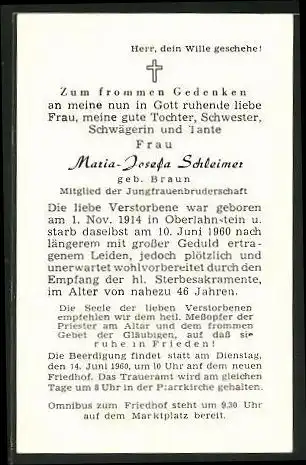 Herr, dein Wille geschehe!
Zum frommen Gedenken
an meine nun in Gott ruhende liebe
Frau, meine gute Tochter, Schwester,
Schwägerin und Tante
Frau
Maria-Josefa Schleimer
geb. Braun
Mitglied der Jungfrauenbruderschaft
Die liebe Verstorbene war geboren
am 1. Nov. 1914 in Oberlahnstein u.
starb daselbst am 10. Juni 1960 nach
längerem mit großer Geduld ertra-
genem Leiden, jedoch plötzlich und
unerwartet wohlvorbereitet durch den
Empfang der hl. Sterbesakramente,
im Alter von nahezu 46 Jahren.
Die Seele der lieben Verstorbenen
empfehlen wir dem heil. Meßopfer der
Priester am Altar und dem frommen
Gebet der Gläubigen, auf daß sie
ruhe in Frieden!
Die Beerdigung findet statt am Dienstag,
den 14. Juni 1960, um 10 Uhr auf dem neuen
Friedhof. Das Traueramt wird am gleichen
Tage um 8 Uhr in der Pfarrkirche gehalten.
Omnibus zum Friedhof steht um 9.30 Uhr
auf dem Marktplatz bereit.